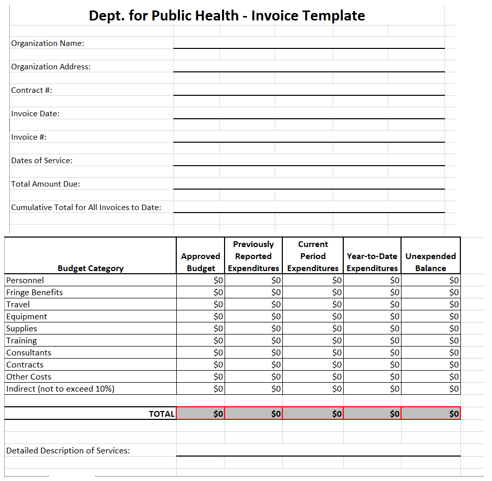 Dept. for Public Health - Invoice Template
Organization Name:
Organization Address:
Contract #:
Invoice Date:
Invoice #:
Dates of Service:
Total Amount Due:
Cumulative Total for All Invoices to Date:
Budget Category Approved Budget Previously Reported Expenditures Current Period Expenditures Year-to-Date Expenditures Unexpended Balance
Personnel $0 $0 $0 $0 $0
Fringe Benefits $0 $0 $0 $0 $0
Travel $0 $0 $0 $0 $0
Equipment $0 $0 $0 $0 $0
Supplies $0 $0 $0 $0 $0
Training $0 $0 $0 $0 $0
Consultants $0 $0 $0 $0 $0
Contracts $0 $0 $0 $0 $0
Other Costs $0 $0 $0 $0 $0
Indirect (not to exceed 10%) $0 $0 $0 $0 $0
TOTAL $0 $0 $0 $0 $0
Detailed Description of Services: